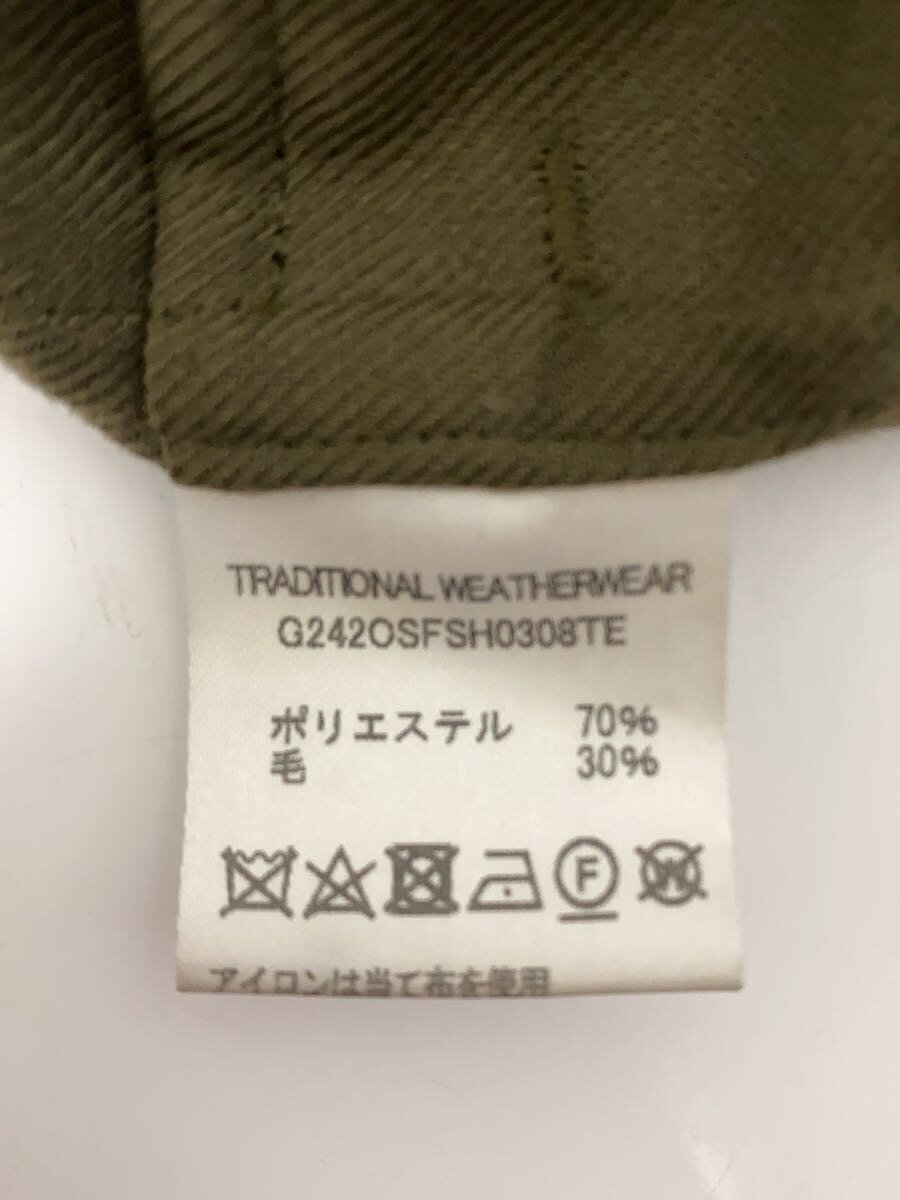 TRADITIONAL WEATHERWEAR
G242OSFSH0308TE
ポリエステル 70%
毛 30%
F W
アイロンは当て布を使用